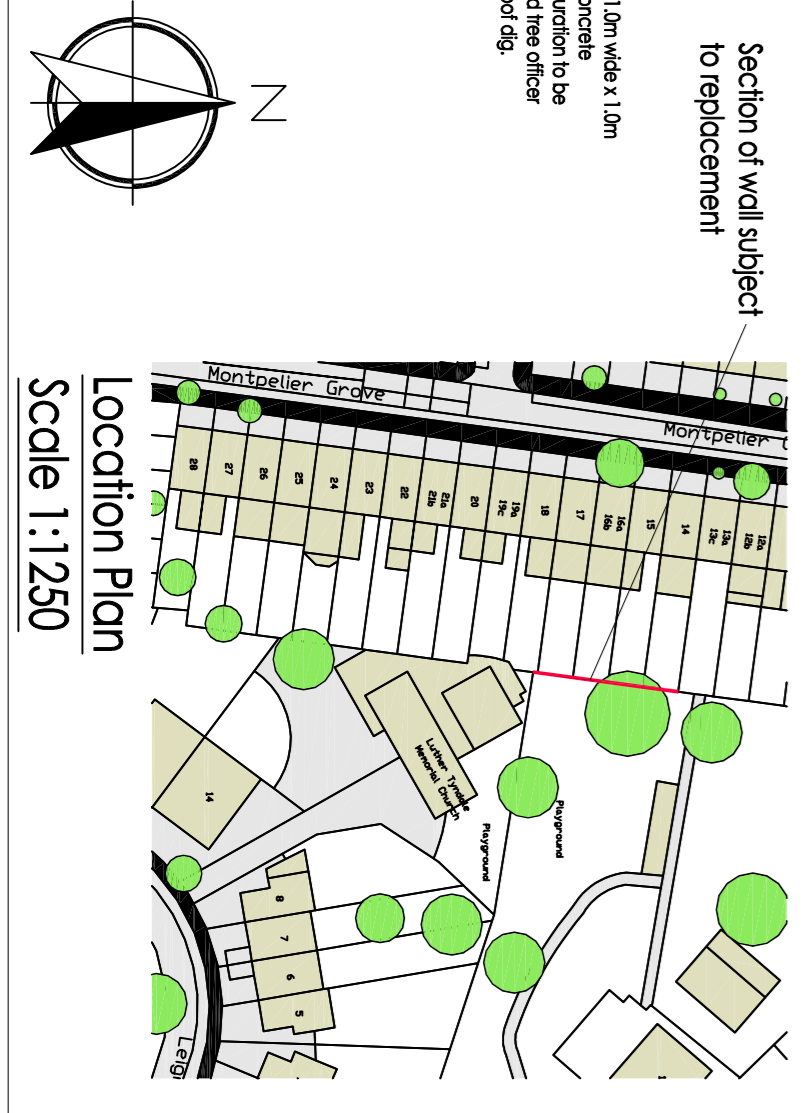 Section of wall subject
to replacement
1.0m wide x 1.0m
oncrete
uration to be
d tree officer
oof dig.
N
Montpelier Grove
Montpelier
28
27
26
25
24
23
22
21a
21b
20
19a
19c
18
17
16a
16b
15
14
13a
13c
12a
12b
Luther Tyndale
Memorial Church
Playground
Playground
14
8
7
6
5
Leig
Location Plan
Scale 1:1250